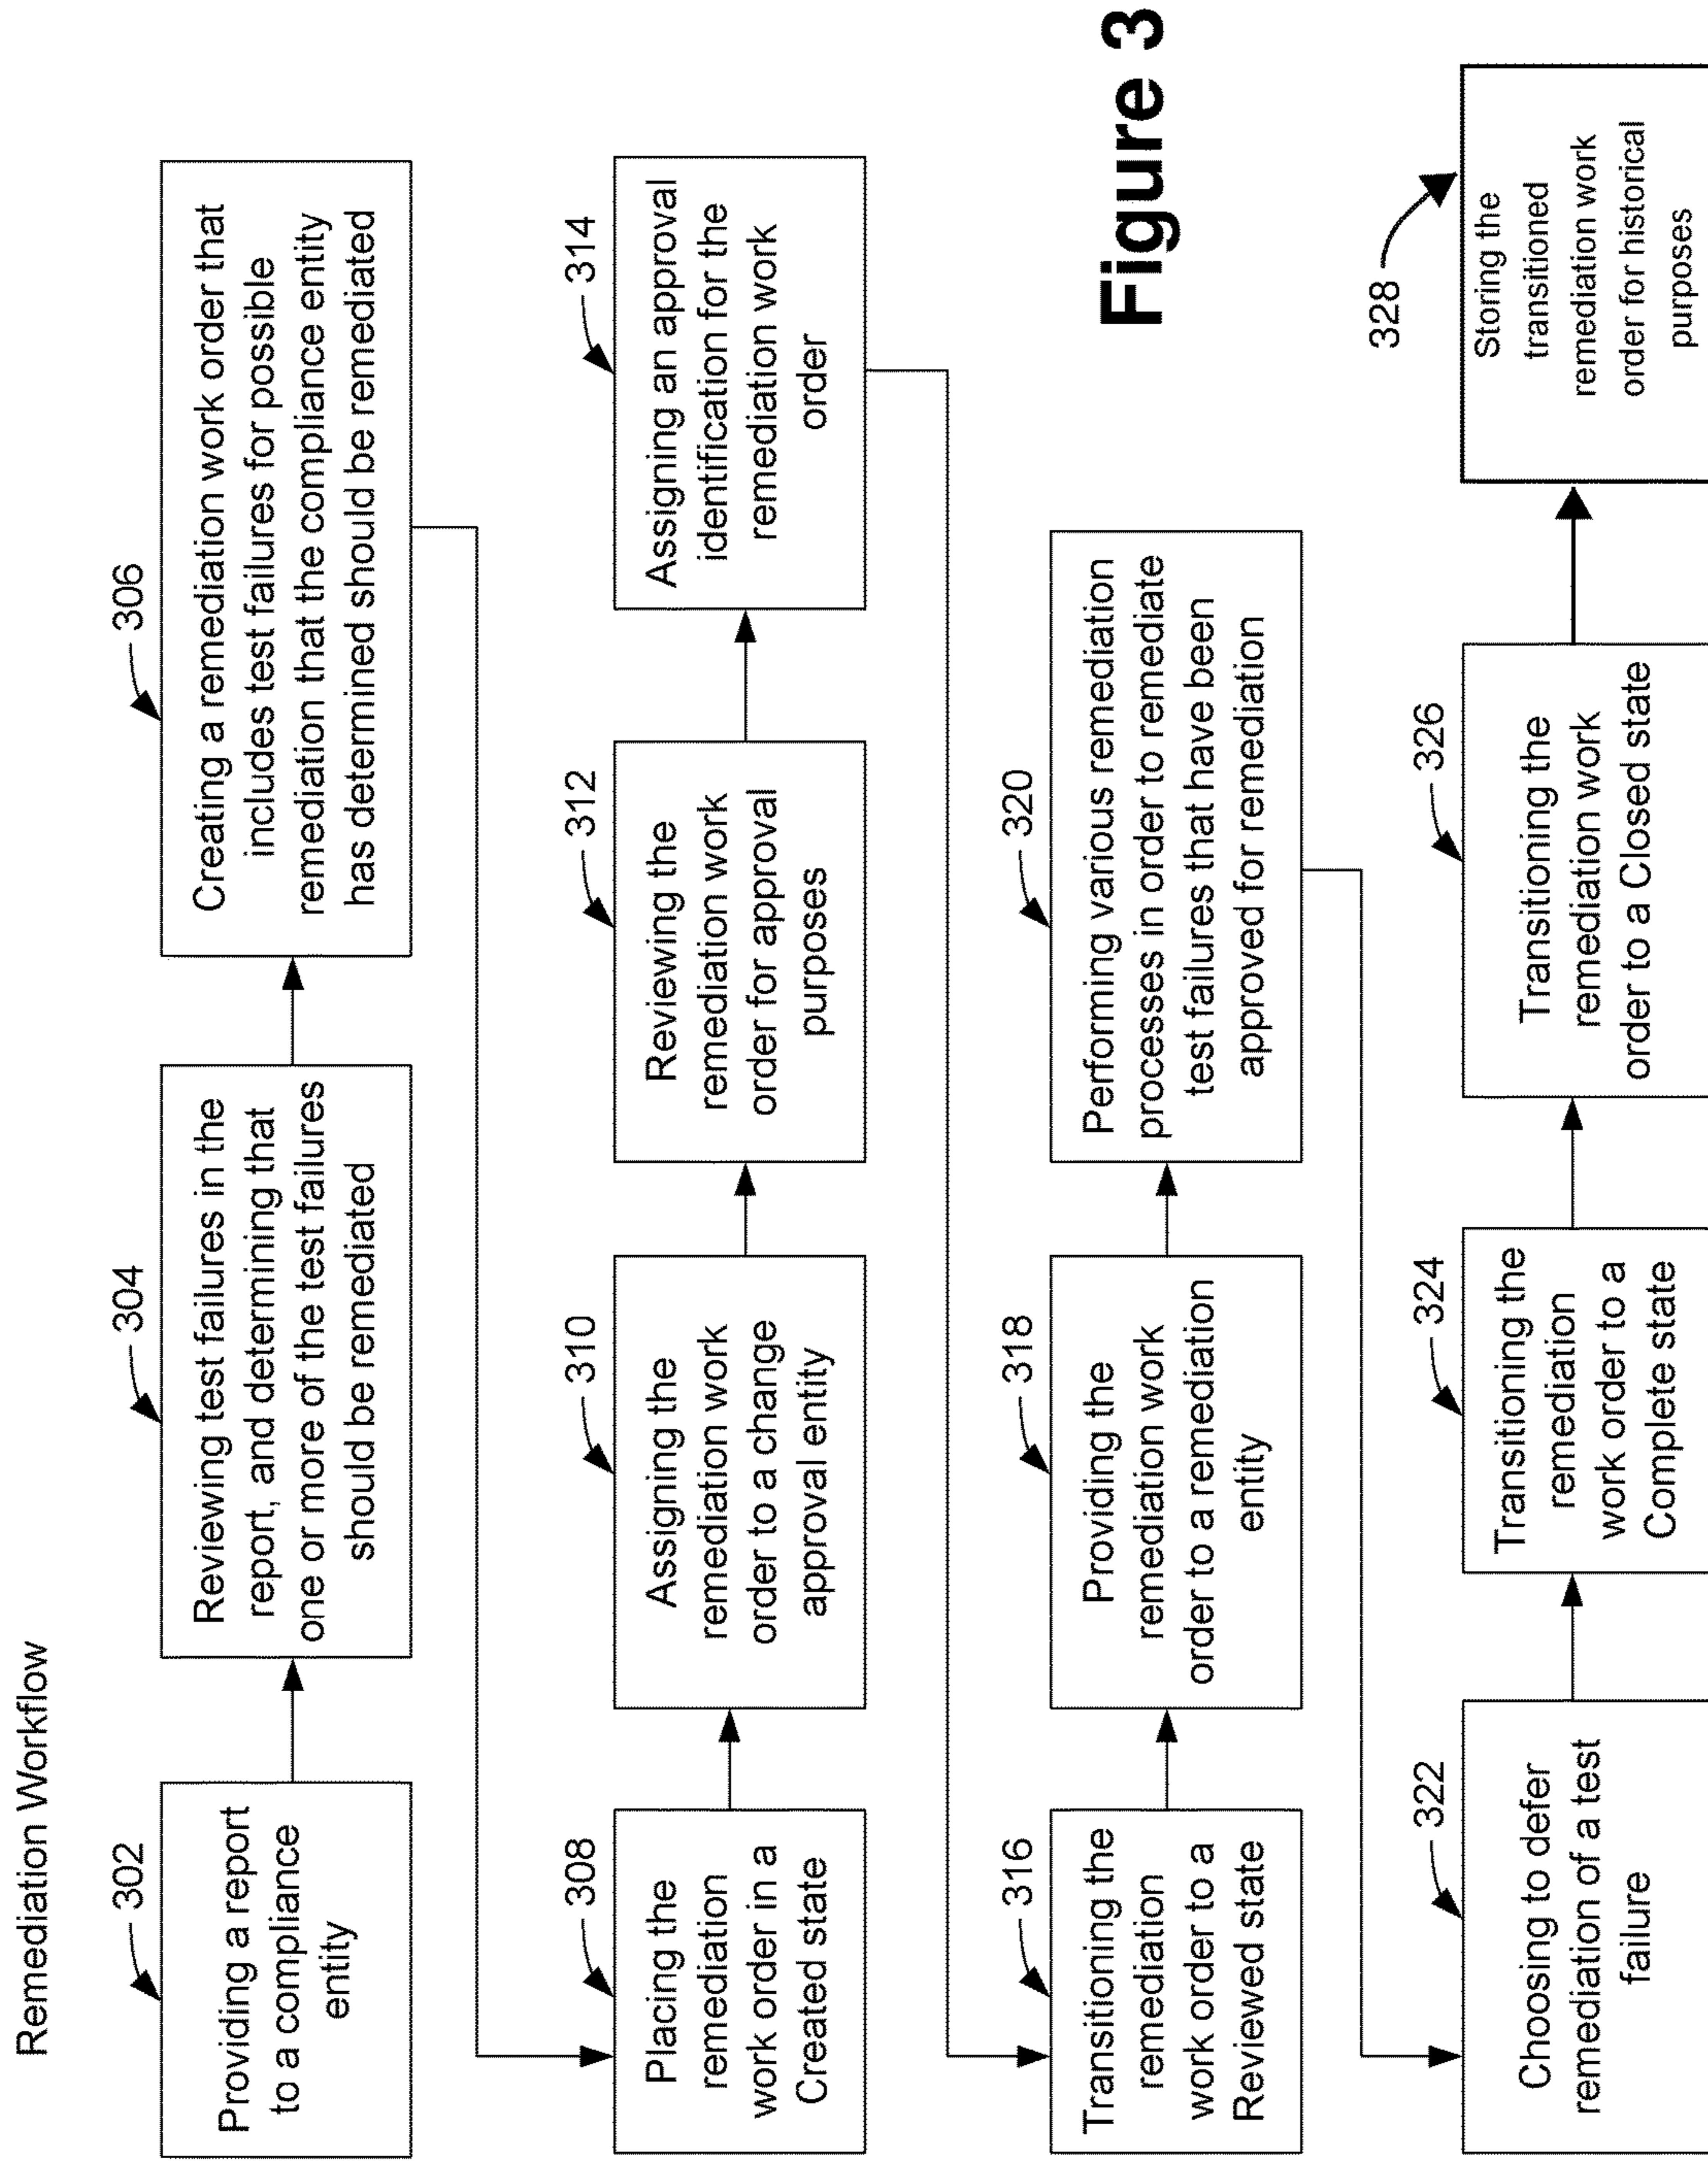 Remediation Workflow
302
Providing a report
to a compliance
entity
304
Reviewing test failures in the
report, and determining that
one or more of the test failures
should be remediated
306
Creating a remediation work order that
includes test failures for possible
remediation that the compliance entity
has determined should be remediated
308
Placing the
remediation
work order in a
Created state
310
Assigning the
remediation work
order to a change
approval entity
312
Reviewing the
remediation work
order for approval
purposes
314
Assigning an approval
identification for the
remediation work
order
316
Transitioning the
remediation
work order to a
Reviewed state
318
Providing the
remediation work
order to a remediation
entity
320
Performing various remediation
processes in order to remediate
test failures that have been
approved for remediation
Figure 3
322
Choosing to defer
remediation of a test
failure
324
Transitioning the
remediation
work order to a
Complete state
326
Transitioning the
remediation work
order to a Closed state
328
Storing the
transitioned
remediation work
order for historical
purposes